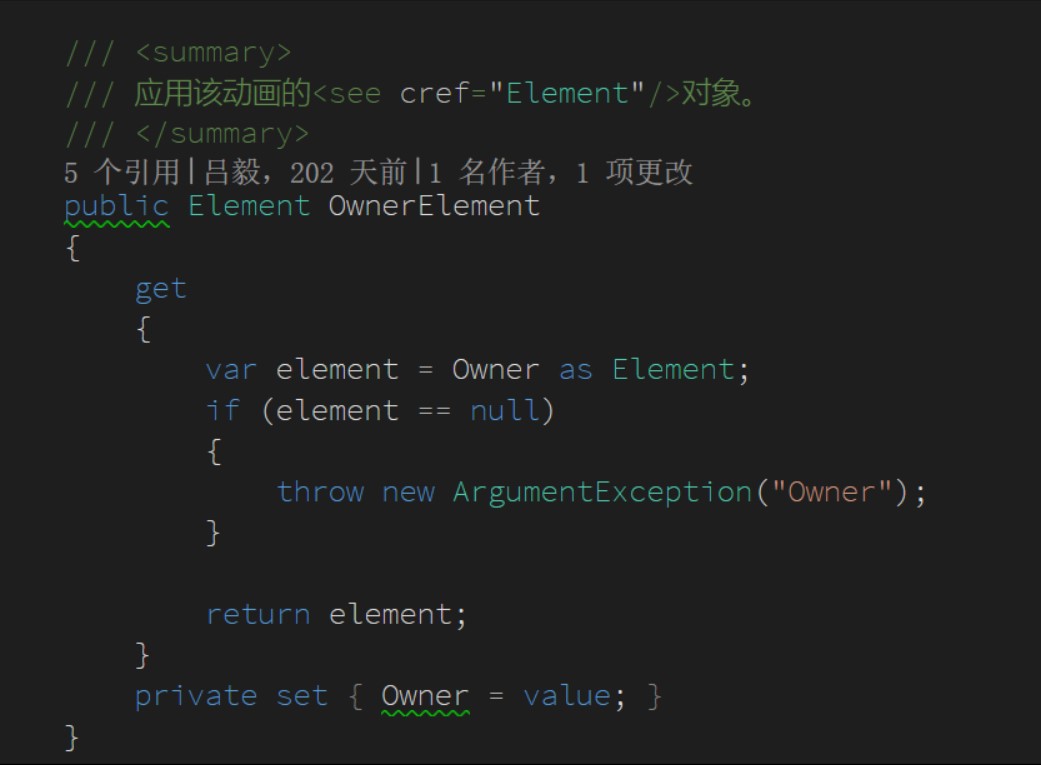 /// <summary>
/// 应用该动画的<see cref="Element"/>对象。
/// </summary>
5 个引用|吕毅，202 天前|1 名作者，1 项更改
public Element OwnerElement
{
    get
    {
        var element = Owner as Element;
        if (element == null)
        {
            throw new ArgumentException("Owner");
        }

        return element;
    }
    private set { Owner = value; }
}